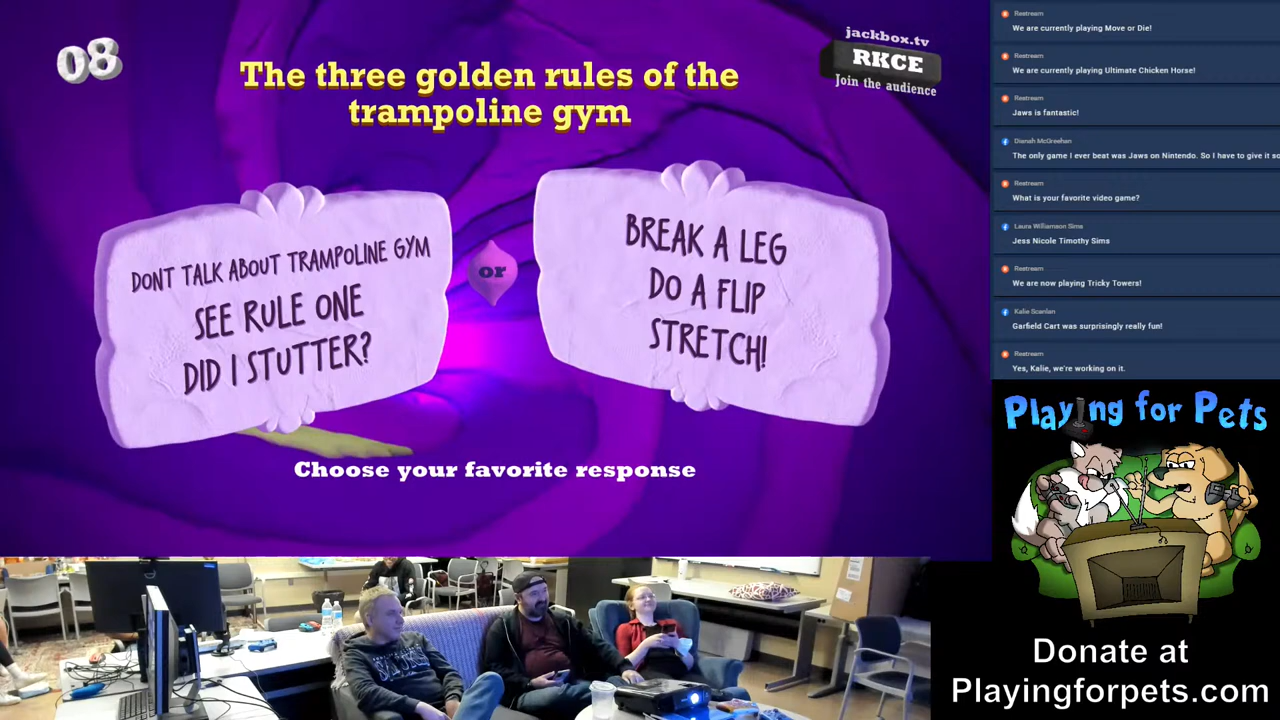 08
The three golden rules of the
trampoline gym
jackbox.tv
RKCE
Join the audience
DONT TALK ABOUT TRAMPOLINE GYM
SEE RULE ONE
DID I STUTTER?
or
BREAK A LEG
DO A FLIP
STRETCH!
Choose your favorite response
Restream
We are currently playing Move or Die!
Restream
We are currently playing Ultimate Chicken Horse!
Restream
Jaws is fantastic!
Dianah McGreehan
The only game I ever beat was Jaws on Nintendo. So I have to give it
Restream
What is your favorite video game?
Laura Williamson Sims
Jess Nicole Timothy Sims
Restream
We are now playing Tricky Towers!
Kalie Scanlan
Garfield Cart was surprisingly really fun!
Restream
Yes, Kalie, we're working on it.
Playing for Pets
Donate at
Playingforpets.com